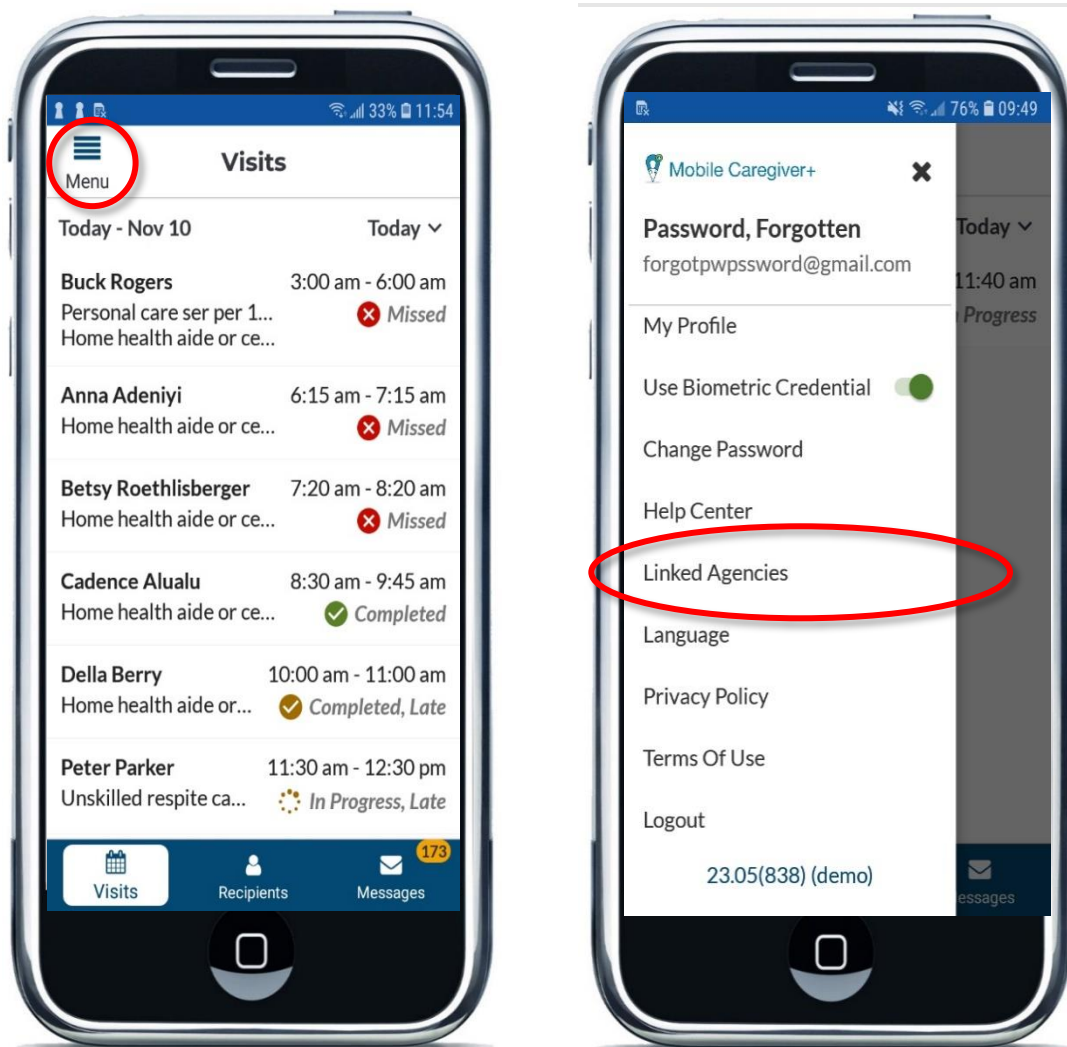 33% 11:54
Menu
Visits
Today - Nov 10 Today
Buck Rogers 3:00 am - 6:00 am
Personal care ser per 1... Missed
Home health aide or ce...
Anna Adeniyi 6:15 am - 7:15 am
Home health aide or ce... Missed
Betsy Roethlisberger 7:20 am - 8:20 am
Home health aide or ce... Missed
Cadence Alualu 8:30 am - 9:45 am
Home health aide or ce... Completed
Della Berry 10:00 am - 11:00 am
Home health aide or... Completed, Late
Peter Parker 11:30 am - 12:30 pm
Unskilled respite ca... In Progress, Late
173
Visits Recipients Messages
76% 09:49
Mobile Caregiver+
Password, Forgotten
forgotpwpssword@gmail.com
Today
11:40 am
Progress
My Profile
Use Biometric Credential
Change Password
Help Center
Linked Agencies
Language
Privacy Policy
Terms Of Use
Logout
23.05(838) (demo)
essages